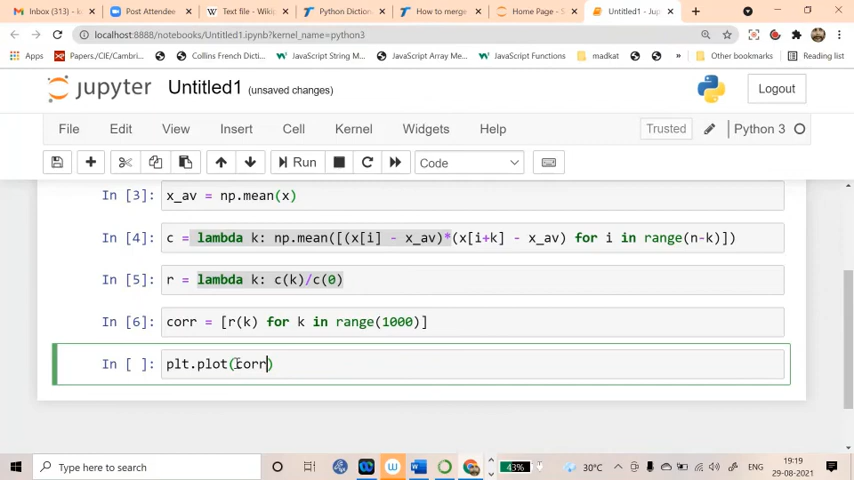 Inbox (313) - k
Post Attendee
Text file - Wikip
Python Diction
How to merge
Home Page - S
Untitled1 - Jup
localhost:8888/notebooks/Untitled1.ipynb?kernel_name=python3
Apps
Papers/CIE/Cambri...
Collins French Dict...
JavaScript String M...
JavaScript Array M...
JavaScript Functions
madkat
»
Other bookmarks
Reading list
jupyter Untitled1 (unsaved changes)
Logout
File Edit View Insert Cell Kernel Widgets Help
Trusted
Python 3
Run
Code
In [3]: x_av = np.mean(x)
In [4]: c = lambda k: np.mean([(x[i] - x_av)*(x[i+k] - x_av) for i in range(n-k)])
In [5]: r = lambda k: c(k)/c(0)
In [6]: corr = [r(k) for k in range(1000)]
In [ ]: plt.plot(corr)
Type here to search
43%
30°C
ENG
19:19
29-08-2021